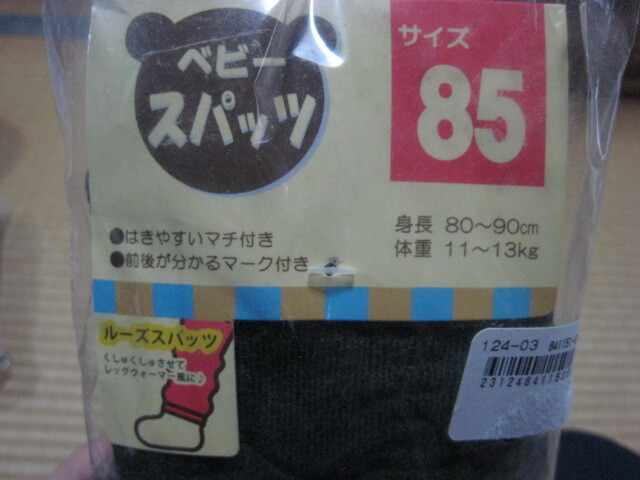 ベビー
スパッツ
サイズ
85
身長 80～90cm
体重 11～13kg
●はきやすいマチ付き
●前後が分かるマーク付き
ルーズスパッツ
くしゅくしゅさせて
レッグウォーマー風に♪
124-03